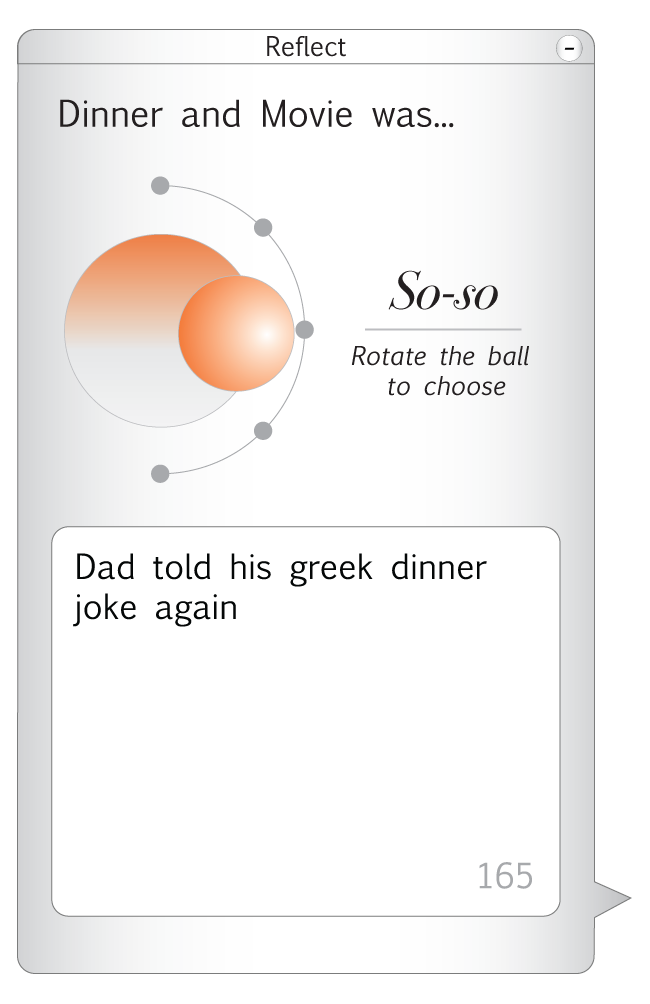 Reflect
-
Dinner and Movie was...
So-so
Rotate the ball
to choose
Dad told his greek dinner
joke again
165